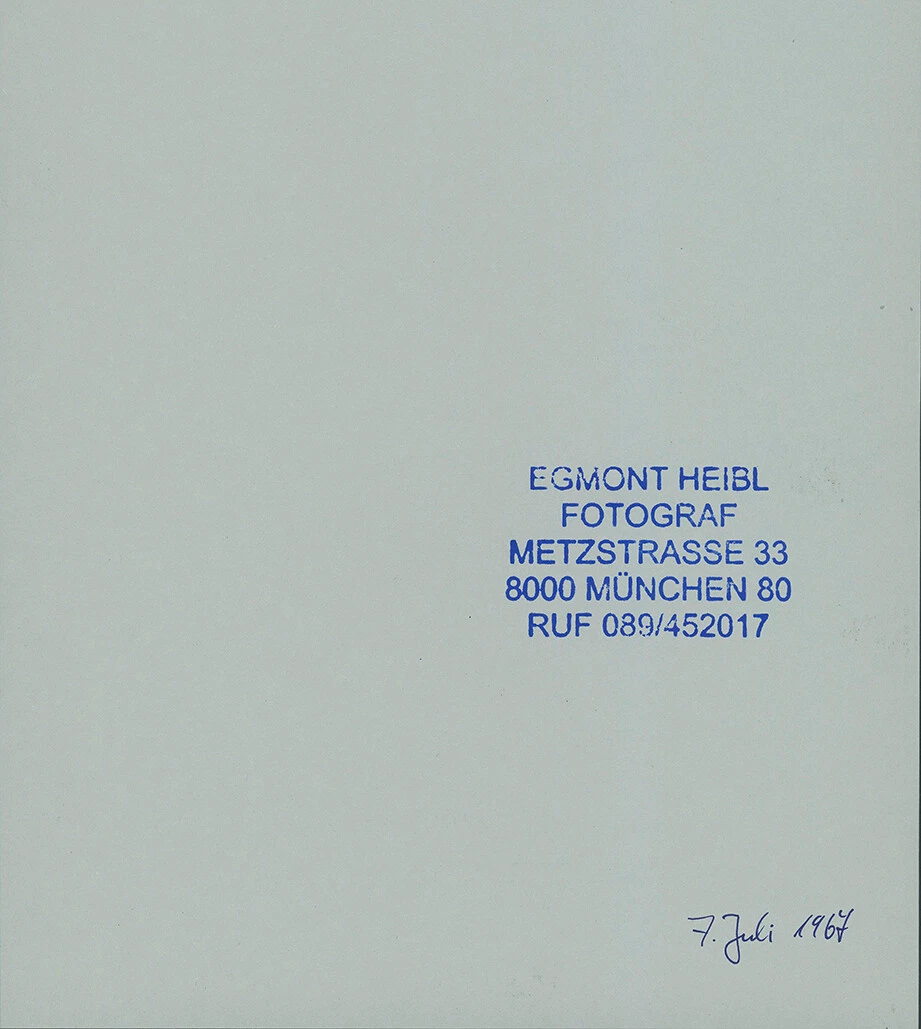 EGMONT HEIBL
FOTOGRAF
METZSTRASSE 33
8000 MÜNCHEN 80
RUF 089/452017
7. Juli 1967